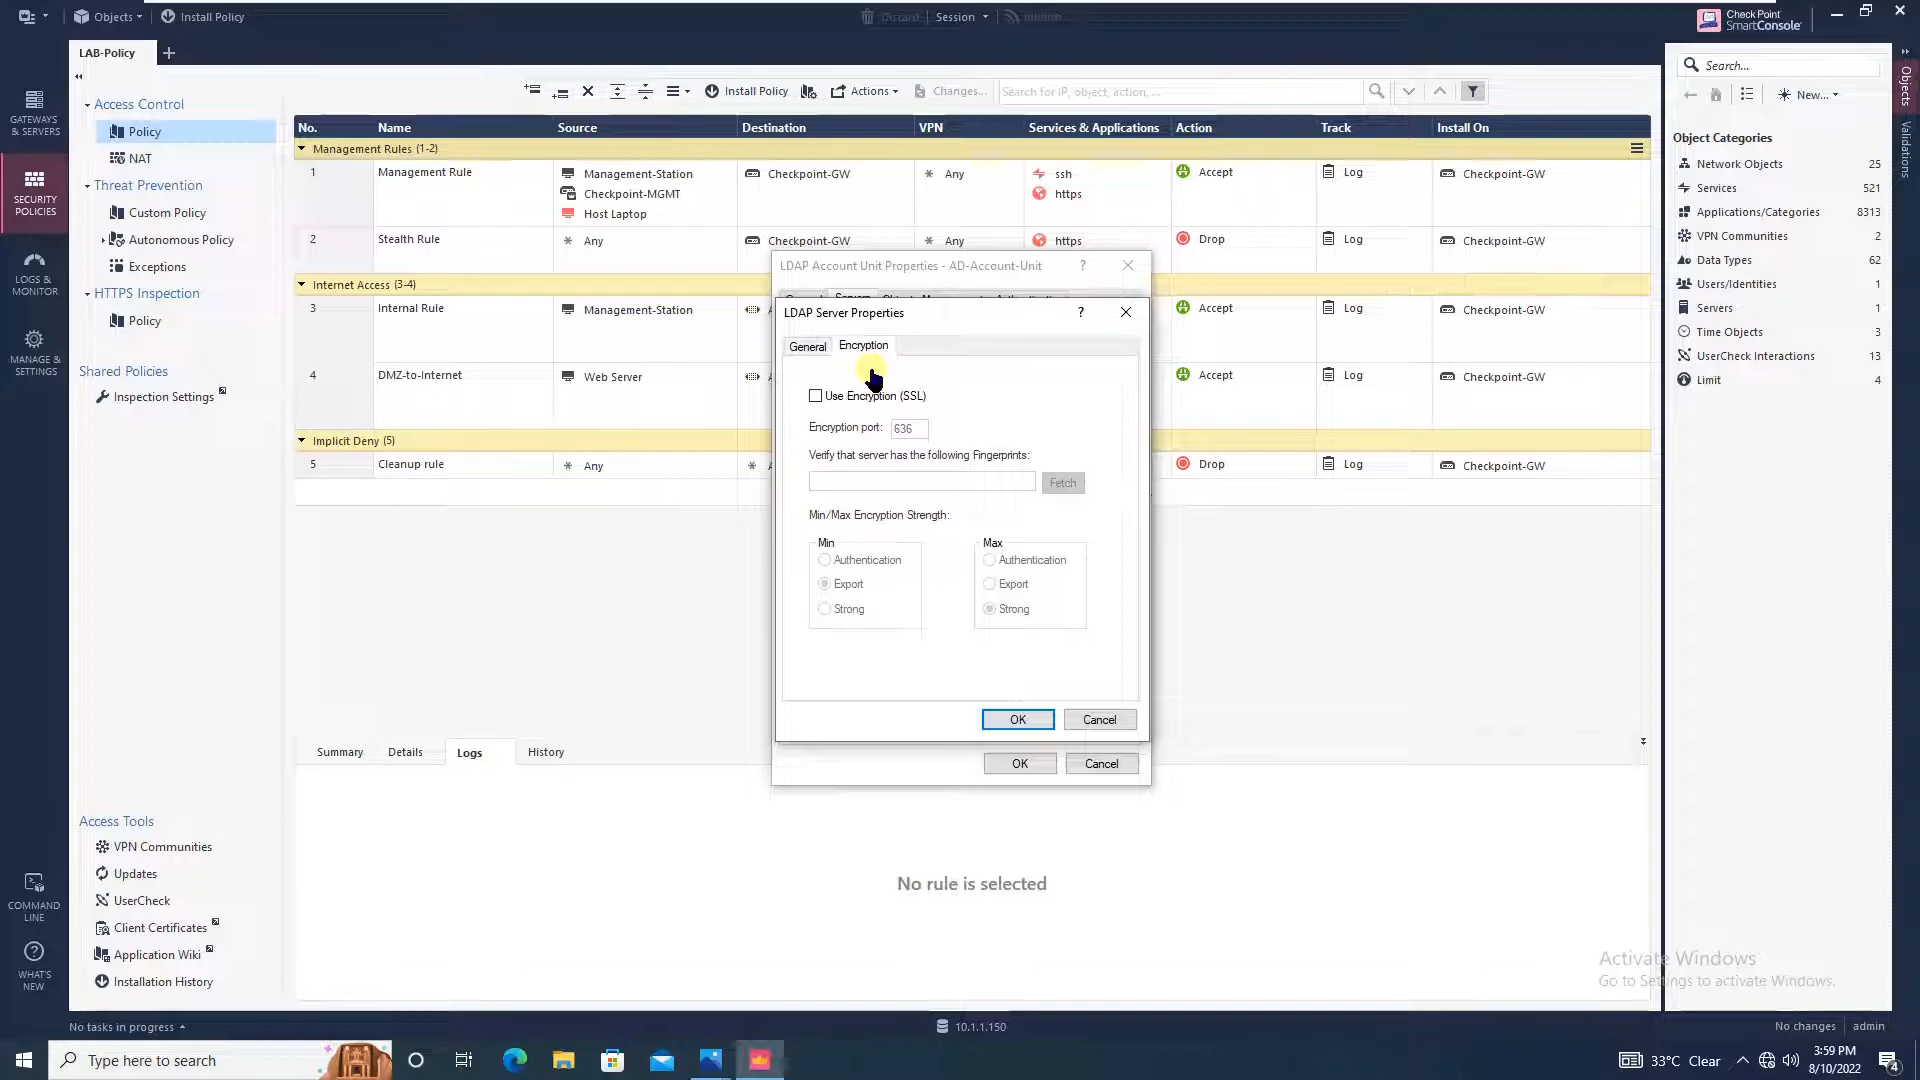 Objects
Install Policy
Discard
Session
Check Point
SmartConsole
LAB-Policy
GATEWAYS
& SERVERS
SECURITY
POLICIES
LOGS &
MONITOR
MANAGE &
SETTINGS
COMMAND
LINE
WHAT'S
NEW
Access Control
Policy
NAT
Threat Prevention
Custom Policy
Autonomous Policy
Exceptions
HTTPS Inspection
Policy
Shared Policies
Inspection Settings
Access Tools
VPN Communities
Updates
UserCheck
Client Certificates
Application Wiki
Installation History
Install Policy
Actions
Changes...
Search for IP, object, action, ...
No. Name Source Destination VPN Services & Applications Action Track Install On
Management Rules (1-2)
1 Management Rule Management-Station Checkpoint-GW Any ssh Accept Log Checkpoint-GW
Checkpoint-MGMT https
Host Laptop
2 Stealth Rule Any Checkpoint-GW Any https Drop Log Checkpoint-GW
Internet Access (3-4)
3 Internal Rule Management-Station Accept Log Checkpoint-GW
4 DMZ-to-Internet Web Server Accept Log Checkpoint-GW
Implicit Deny (5)
5 Cleanup rule Any Drop Log Checkpoint-GW
LDAP Account Unit Properties - AD-Account-Unit ?
LDAP Server Properties ?
General Encryption
Use Encryption (SSL)
Encryption port: 636
Verify that server has the following Fingerprints:
Fetch
Min/Max Encryption Strength:
Min Max
Authentication Authentication
Export Export
Strong Strong
OK Cancel
OK Cancel
Summary Details Logs History
No rule is selected
Search...
New...
Objects
Validations
Object Categories
Network Objects 25
Services 521
Applications/Categories 8313
VPN Communities 2
Data Types 62
Users/Identities 1
Servers 1
Time Objects 3
UserCheck Interactions 13
Limit 4
Activate Windows
Go to Settings to activate Windows.
No tasks in progress
10.1.1.150
No changes admin
Type here to search
33°C Clear
3:59 PM
8/10/2022
4